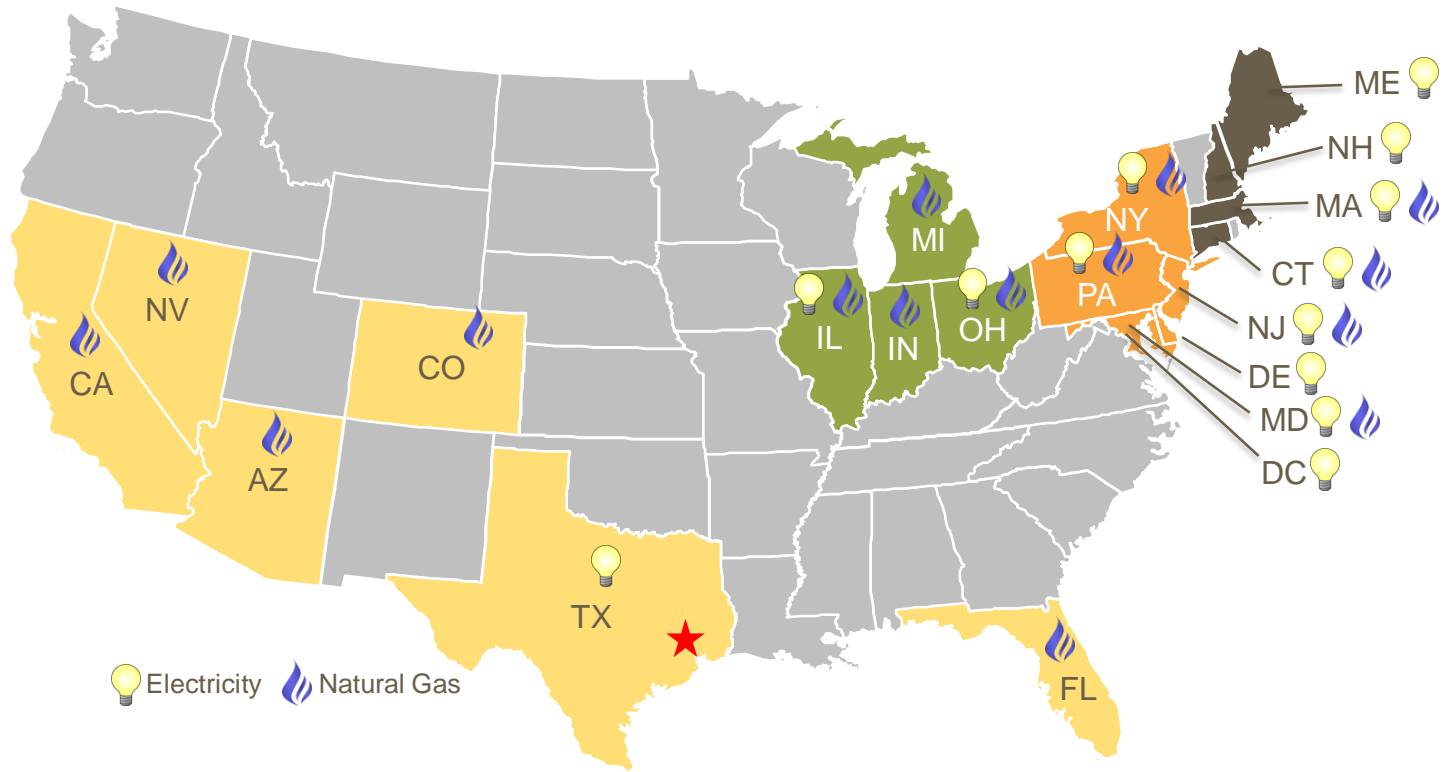 ME
NH
MA
NY
MI
CT
PA
NV
NJ
IL
IN
OH
CO
DE
CA
MD
AZ
DC
TX
Electricity
Natural Gas
FL